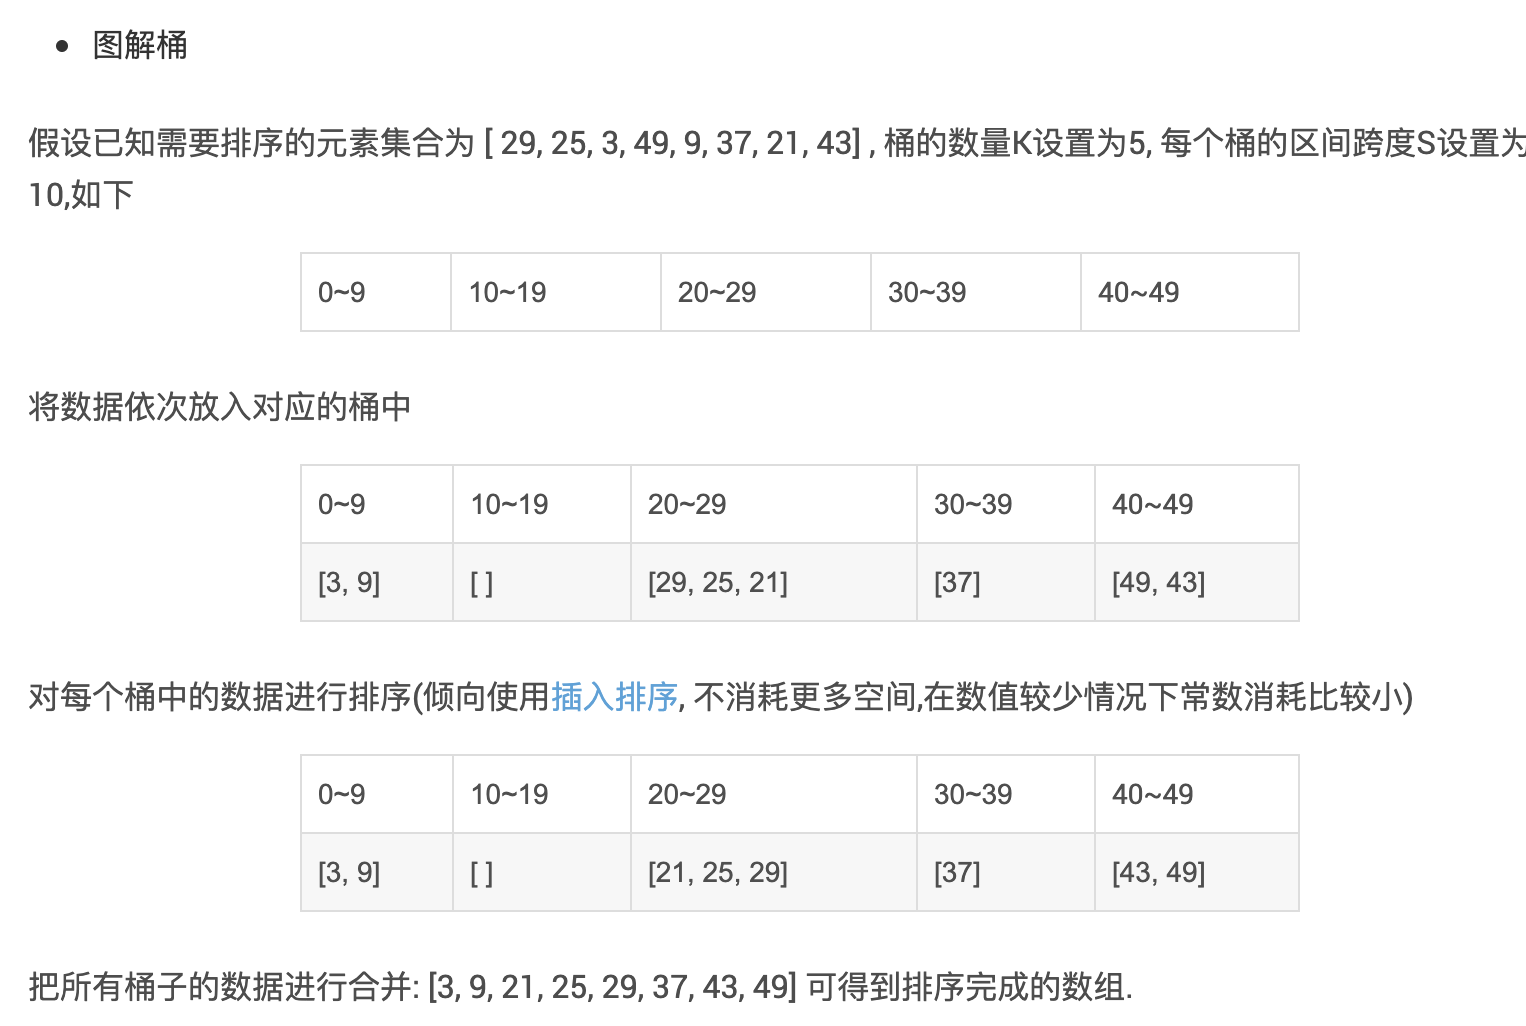 图解桶
假设已知需要排序的元素集合为 [ 29, 25, 3, 49, 9, 37, 21, 43] , 桶的数量K设置为5, 每个桶的区间跨度S设置为
10,如下
0~9 10~19 20~29 30~39 40~49
将数据依次放入对应的桶中
0~9 10~19 20~29 30~39 40~49
[3, 9] [ ] [29, 25, 21] [37] [49, 43]
对每个桶中的数据进行排序(倾向使用插入排序, 不消耗更多空间,在数值较少情况下常数消耗比较小)
0~9 10~19 20~29 30~39 40~49
[3, 9] [ ] [21, 25, 29] [37] [43, 49]
把所有桶子的数据进行合并: [3, 9, 21, 25, 29, 37, 43, 49] 可得到排序完成的数组.